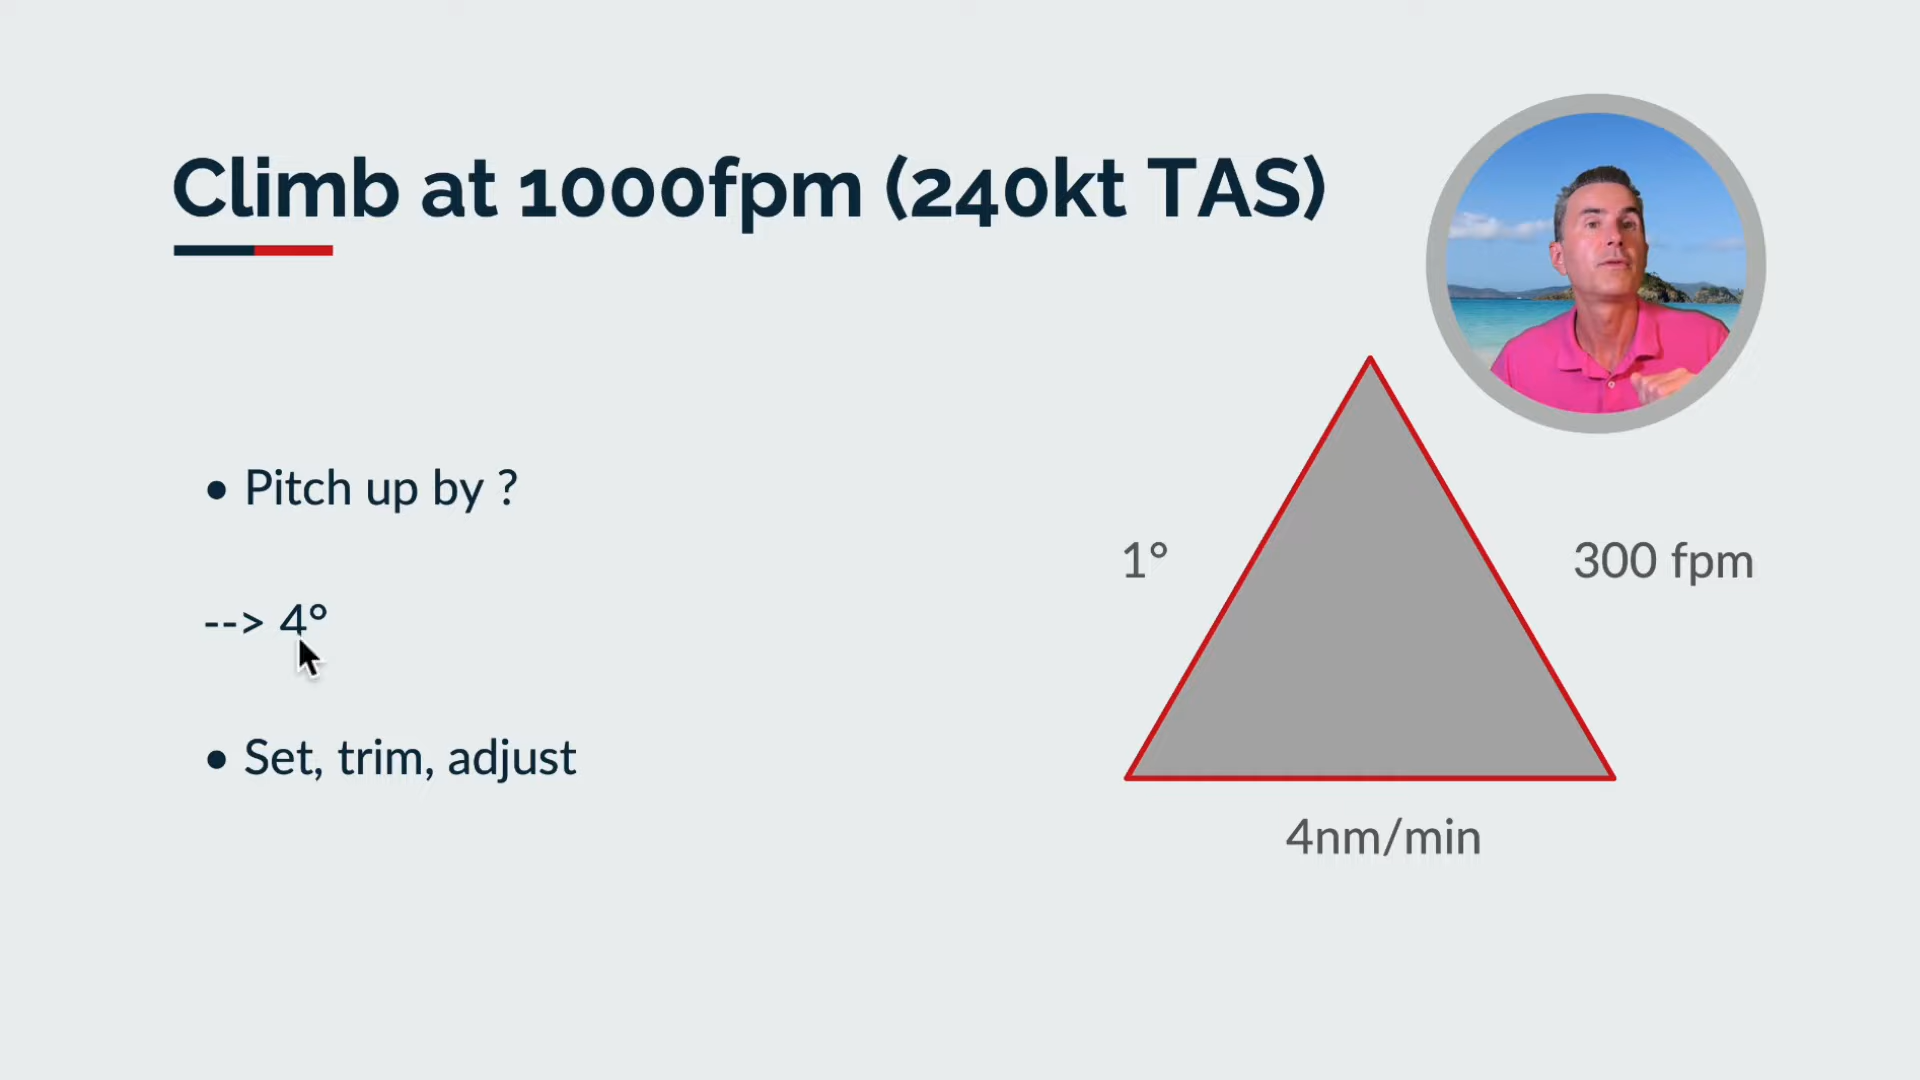 Climb at 1000fpm (240kt TAS)
• Pitch up by ?
--> 4°
• Set, trim, adjust
1°
300 fpm
4nm/min